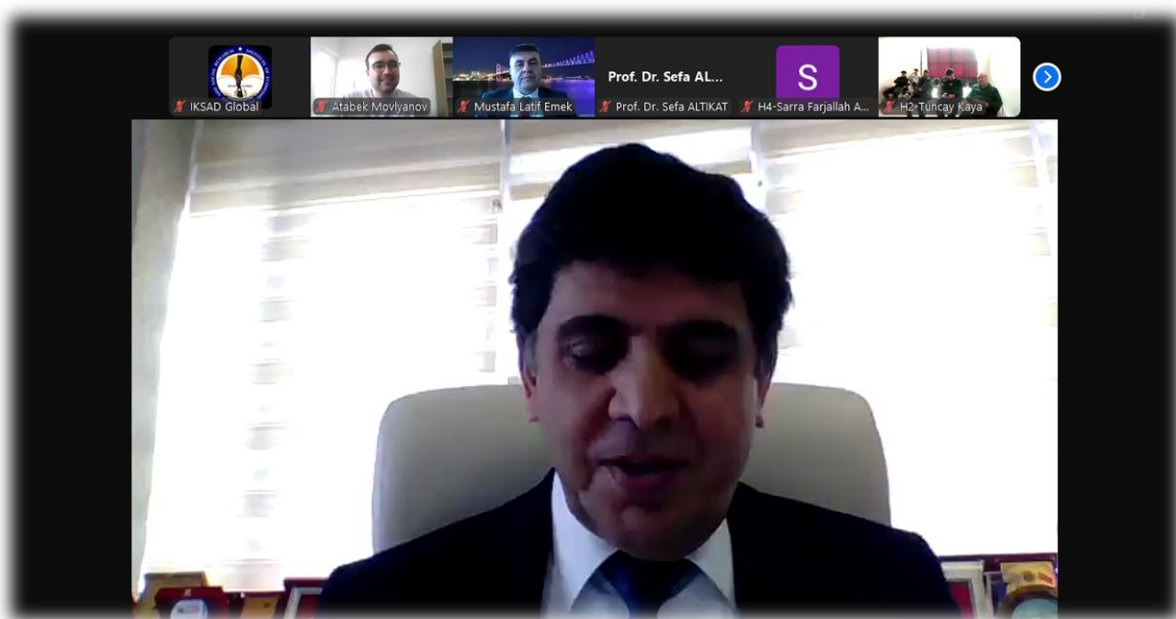 IKSAD Global
Atabek Movlyanov
Mustafa Latif Emek
Prof. Dr. Sefa AL...
Prof. Dr. Sefa ALTIKAT
S
H4-Sarra Farjallah A...
H2-Tuncay Kaya